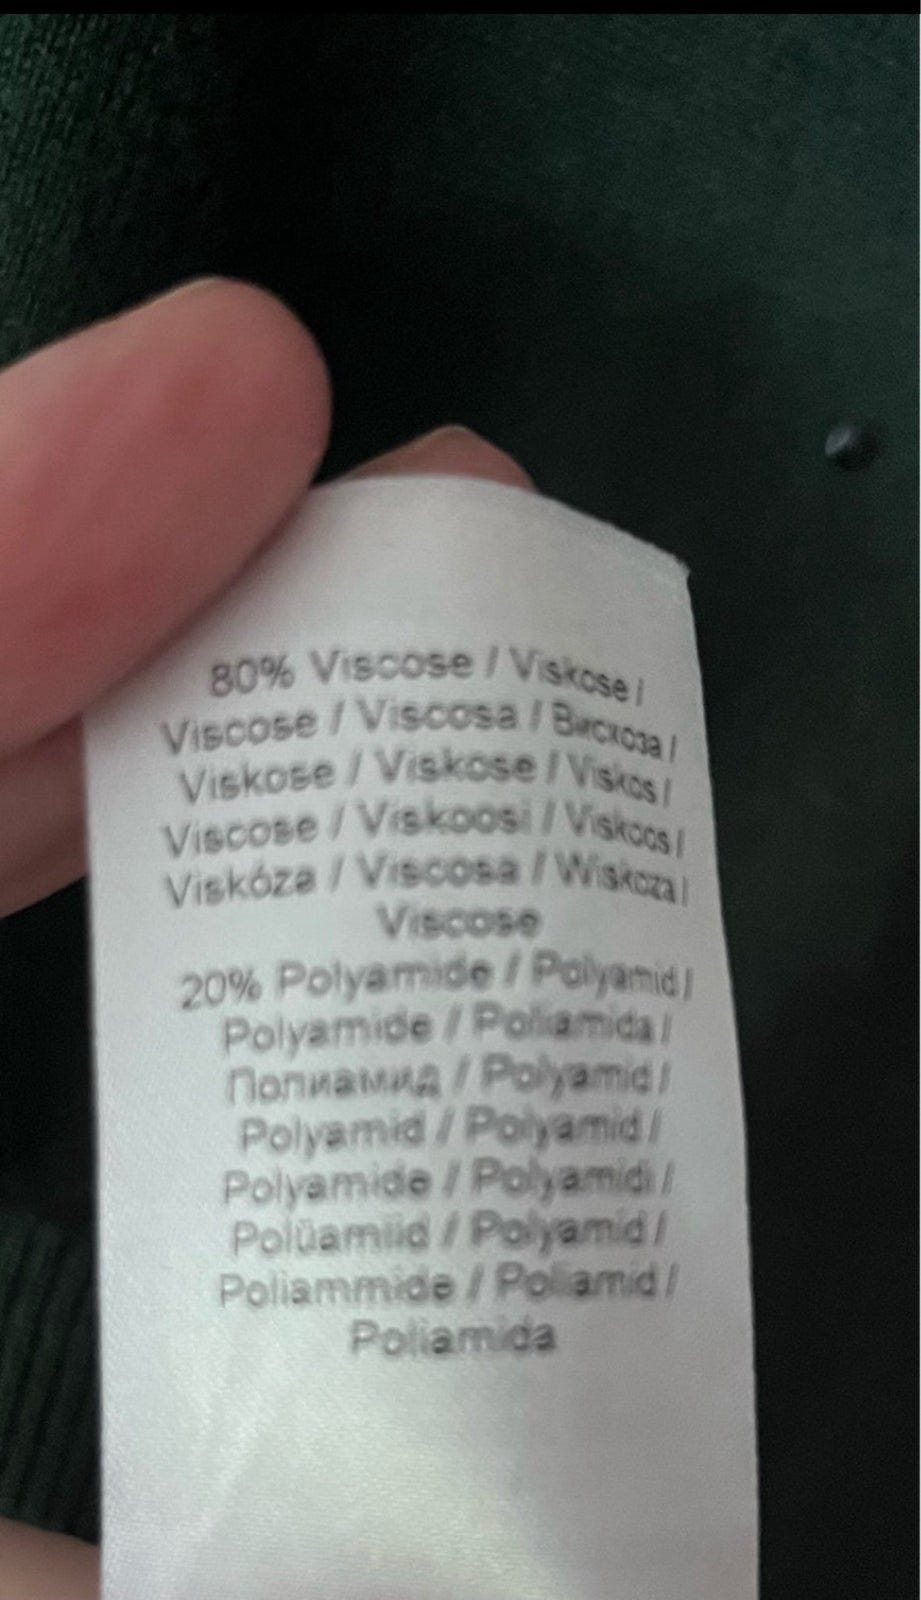 80% Viscose / Viskose /
Viscose / Viscosa / Вискоза /
Viskose / Viskose / Viskos /
Viscose / Viskoosi / Viskoos /
Viskóza / Viscosa / Wiskoza /
Viscose
20% Polyamide / Polyamid /
Polyamide / Poliamida /
Полиамид / Polyamid /
Polyamid / Polyamid /
Polyamide / Polyamidi /
Polüamiid / Polyamid /
Poliammide / Poliamid /
Poliamida